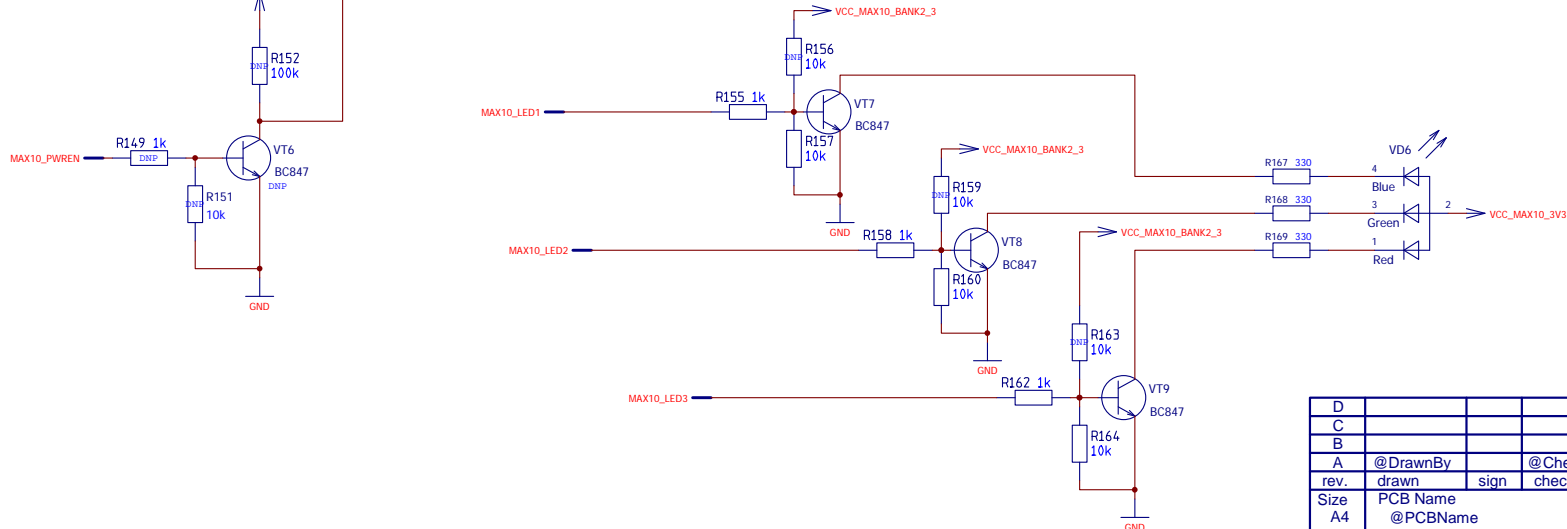 VCC_MAX10_BANK2_3
R156
DNP
10k
R152
DNP
100k
R155 1k
MAX10_LED1
VT7
BC847
R157
10k
R149 1k
MAX10_PWREN
DNP
VT6
BC847
DNP
R151
DNP
10k
GND
VCC_MAX10_BANK2_3
R159
DNP
10k
GND
R158 1k
MAX10_LED2
VT8
BC847
R160
10k
GND
VCC_MAX10_BANK2_3
R163
DNP
10k
R162 1k
MAX10_LED3
VT9
BC847
R164
10k
GND
VD6
R167 330
4
Blue
R168 330
3
Green
2
VCC_MAX10_3V3
R169 330
1
Red
D
C
B
A @DrawnBy @Che
rev. drawn sign chec
Size PCB Name
A4 @PCBName